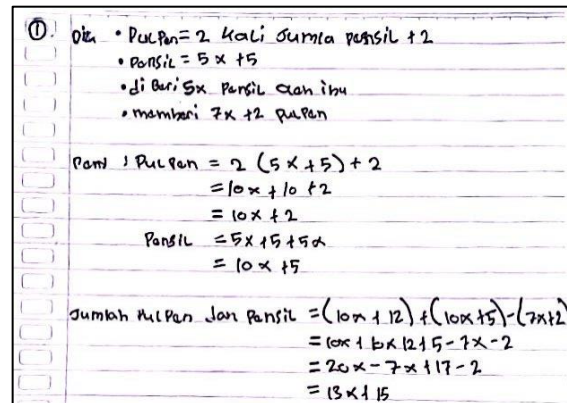 ①. Dik • Pulpen = 2 kali Jumla pensil + 2
• Pensil = 5x + 5
• di Beri 5x Pensil oleh ibu
• memberi 7x + 2 pulpen
: Pulpen = 2 (5x + 5) + 2
= 10x + 10 + 2
= 10x + 2
Pensil = 5x + 5 + 5x
= 10x + 5
Jumlah Pulpen dan Pensil = (10x + 12) + (10x + 5) - (7x + 2)
= 10x + 10x 12 + 5 - 7x - 2
= 20x - 7x + 17 - 2
= 13x + 15